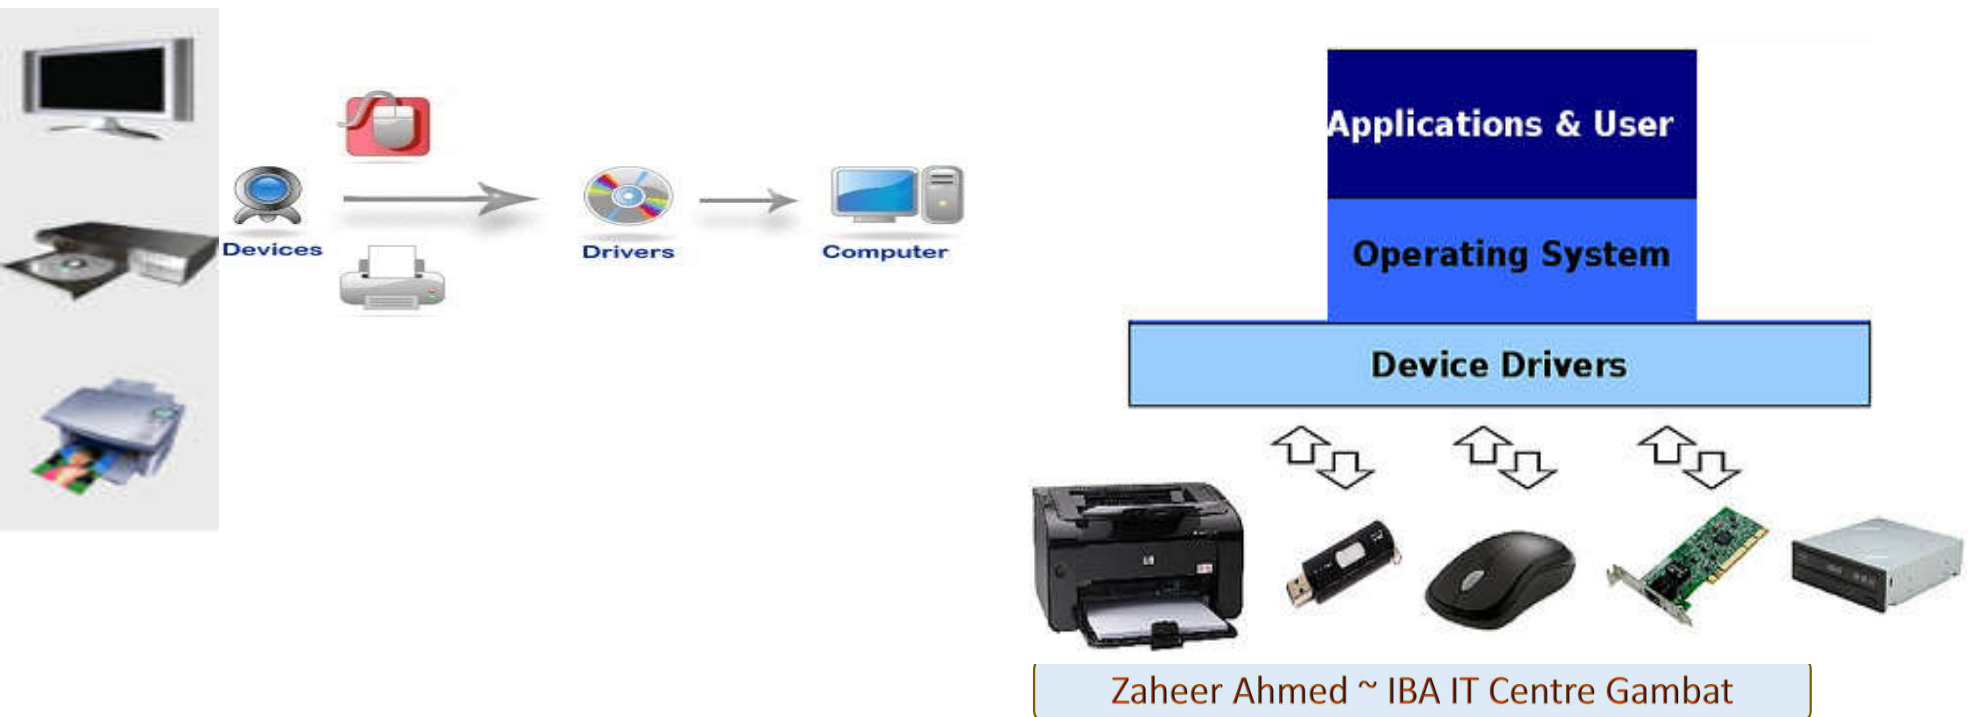 Devices
Drivers
Computer
Applications & User
Operating System
Device Drivers
Zaheer Ahmed ~ IBA IT Centre Gambat